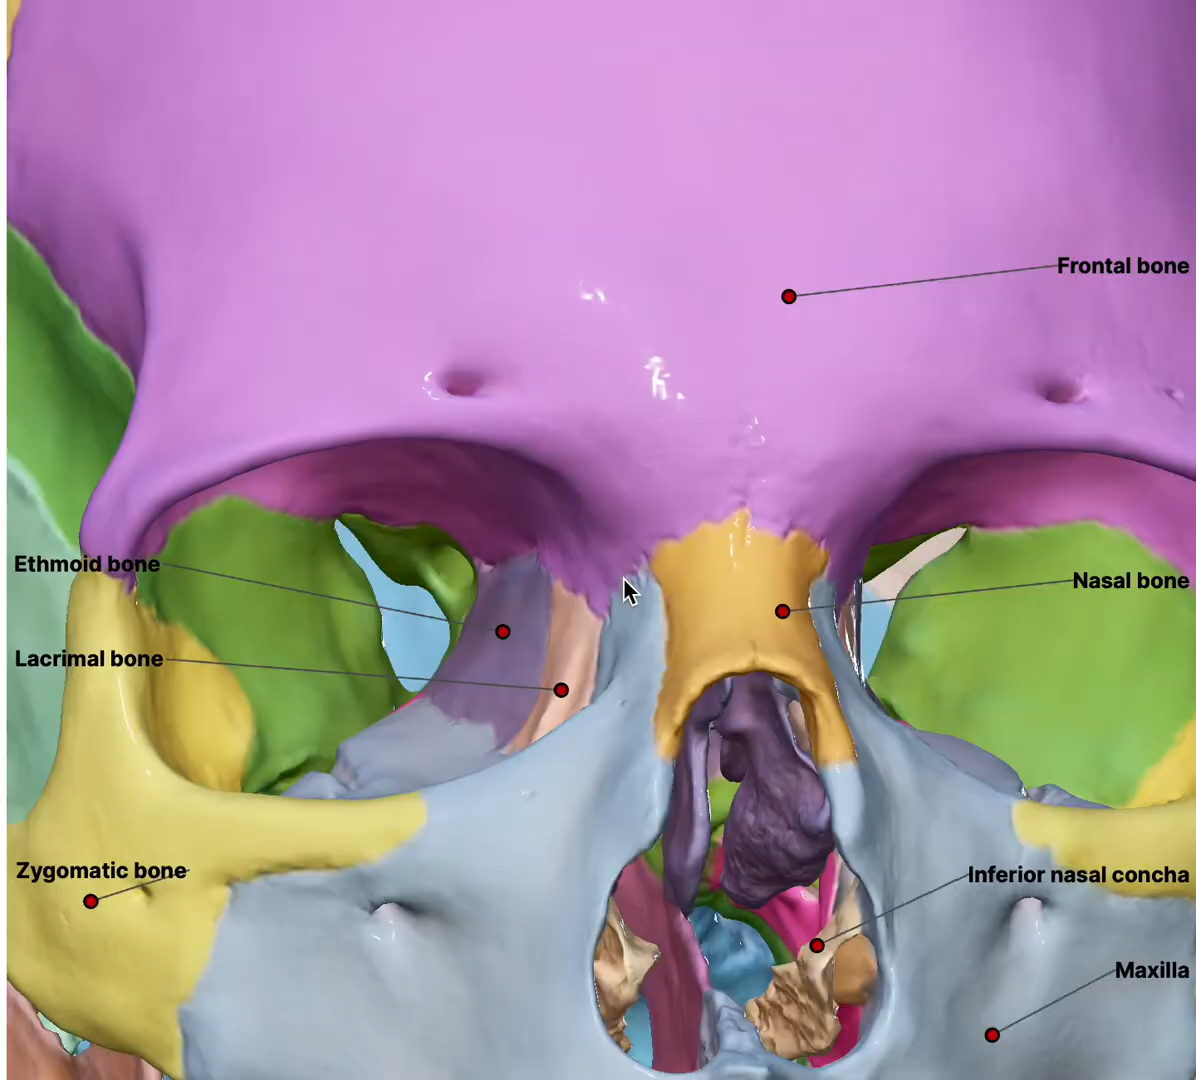 Frontal bone
Ethmoid bone
Nasal bone
Lacrimal bone
Zygomatic bone
Inferior nasal concha
Maxilla